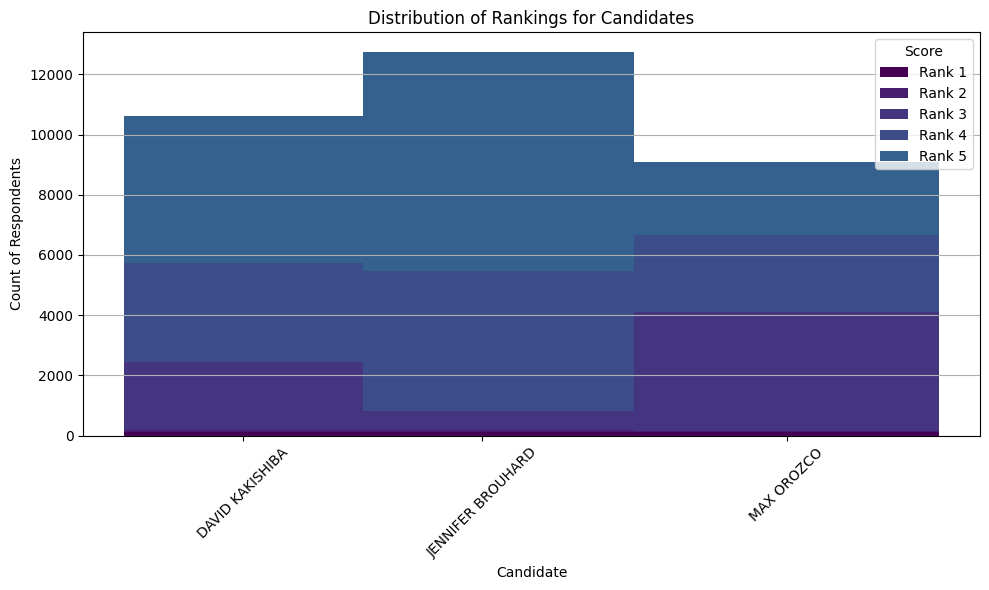 Distribution of Rankings for Candidates
Score
Rank 1
Rank 2
Rank 3
Rank 4
Rank 5
Count of Respondents
12000
10000
8000
6000
4000
2000
0
DAVID KAKISHIBA
JENNIFER BROUHARD
MAX OROZCO
Candidate